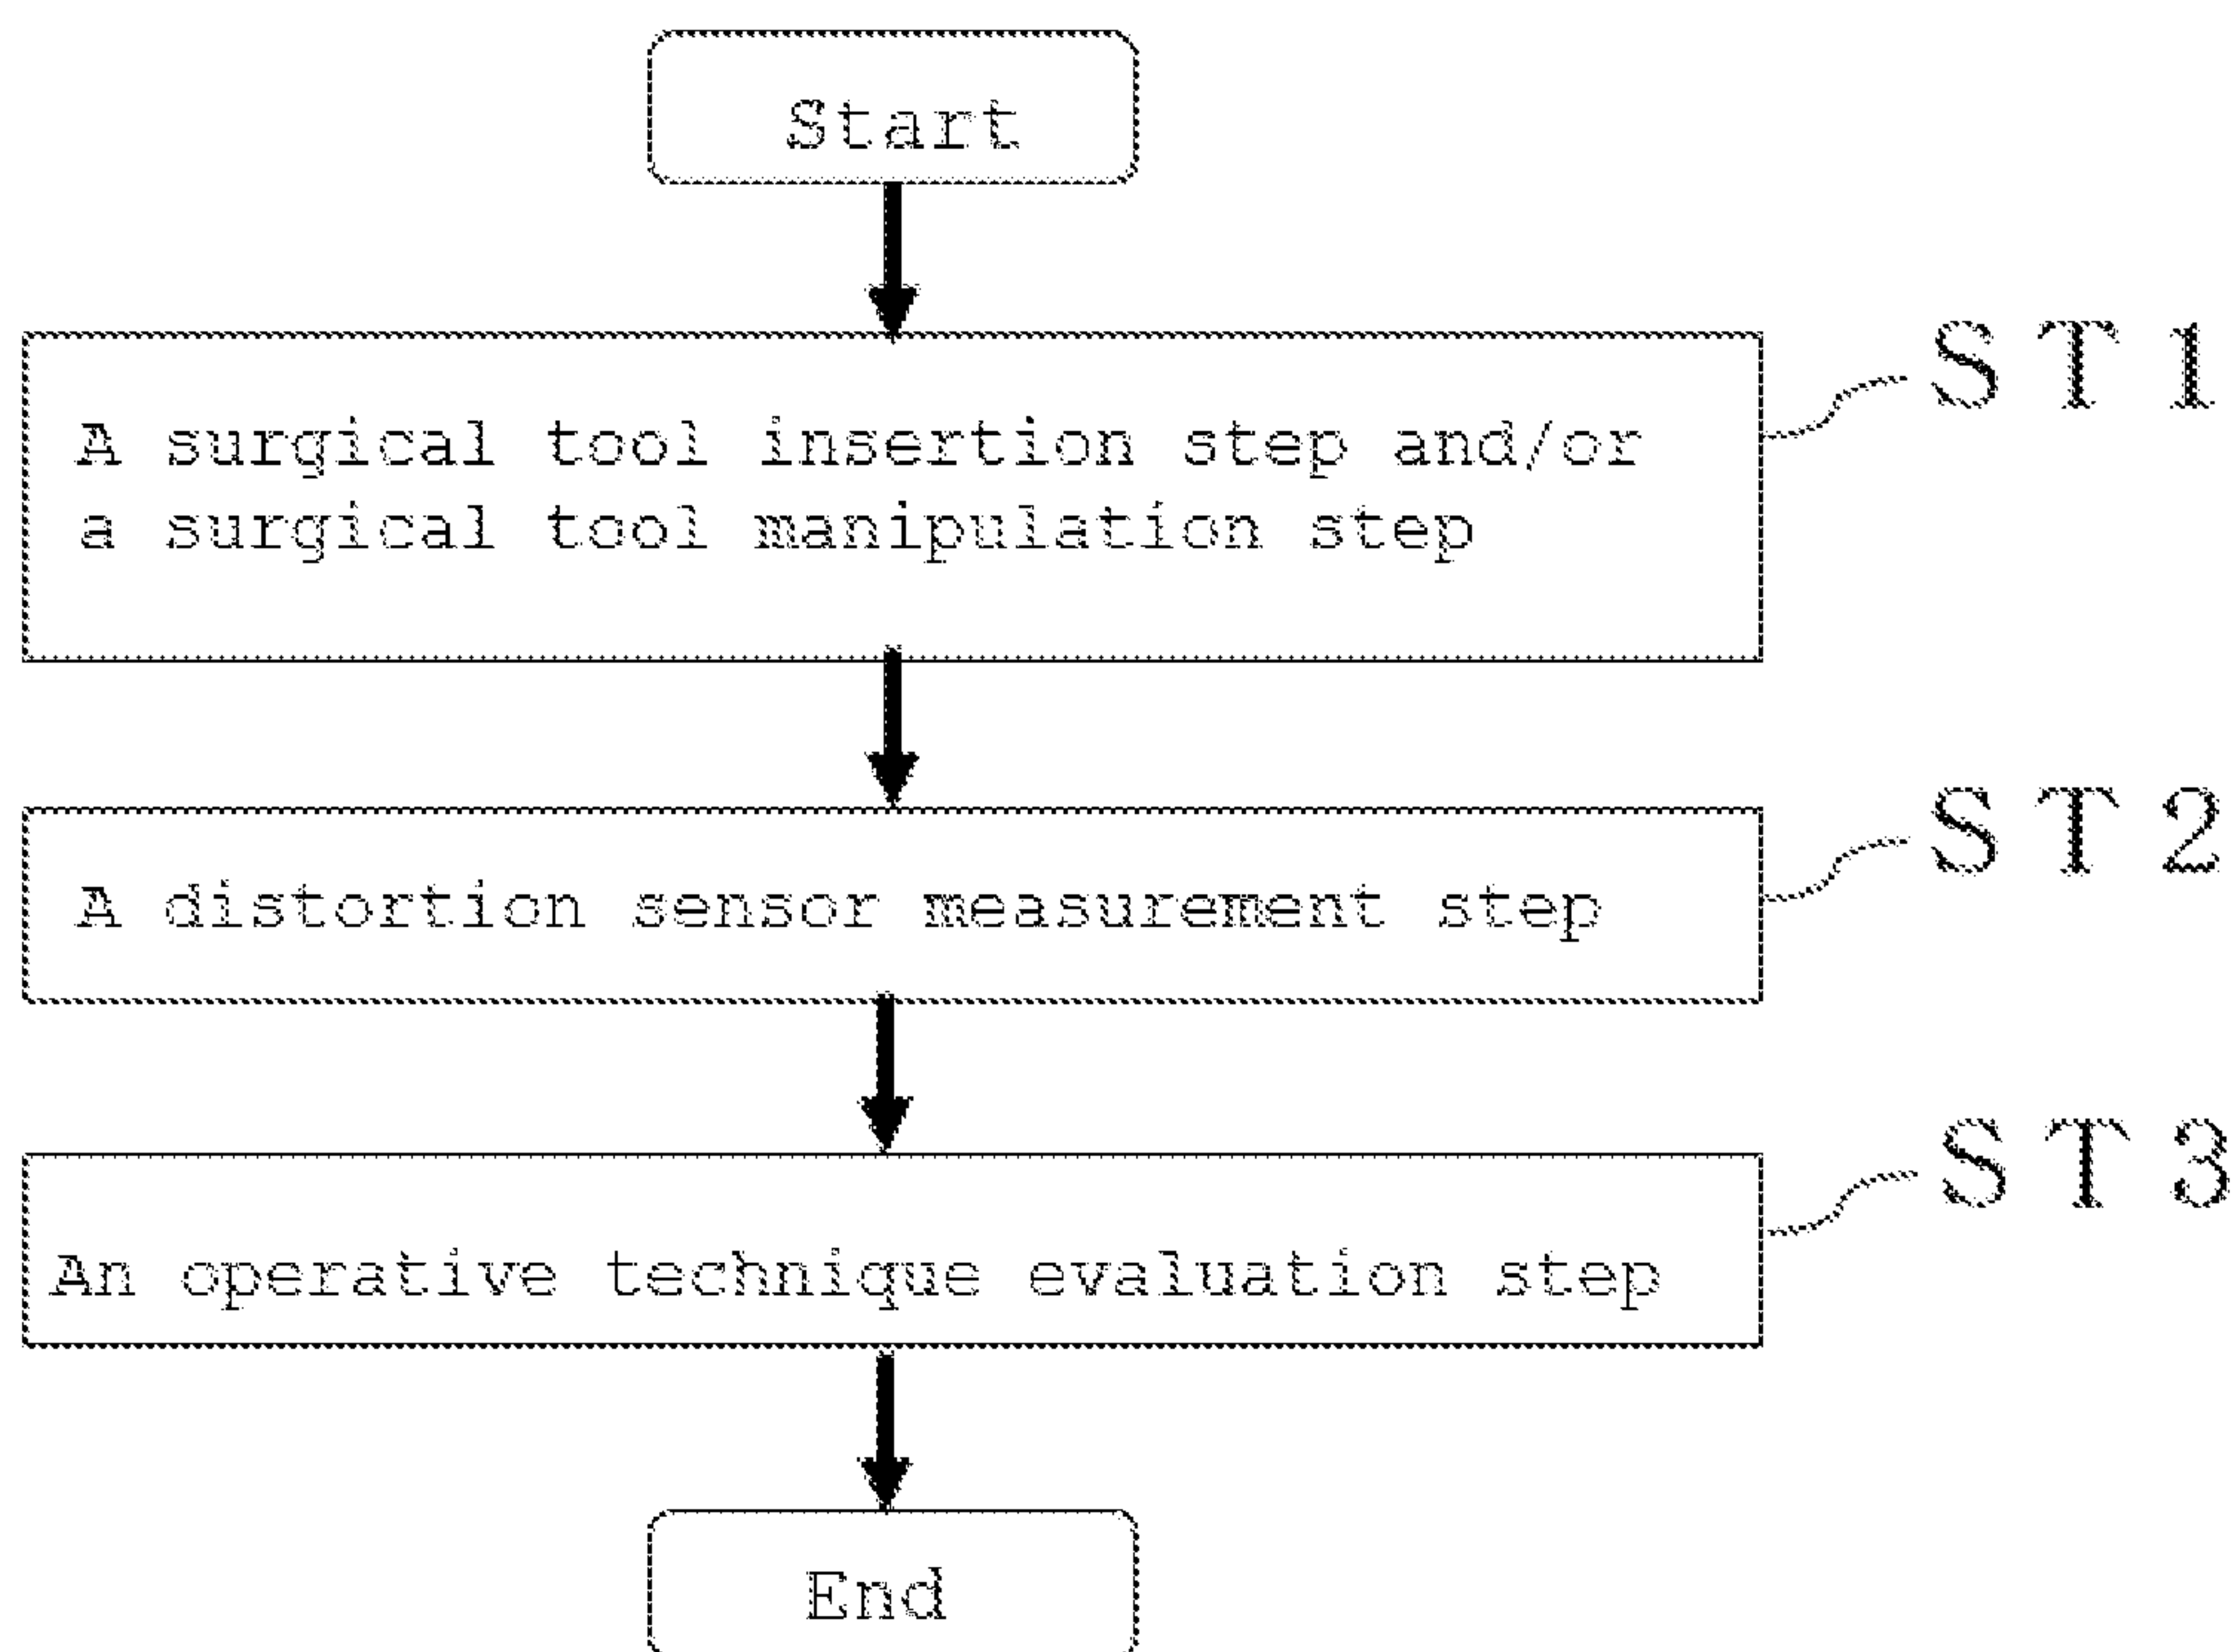 Start
A surgical tool insertion step and/or
a surgical tool manipulation step
ST1
A distortion sensor measurement step
ST2
An operative technique evaluation step
ST3
End